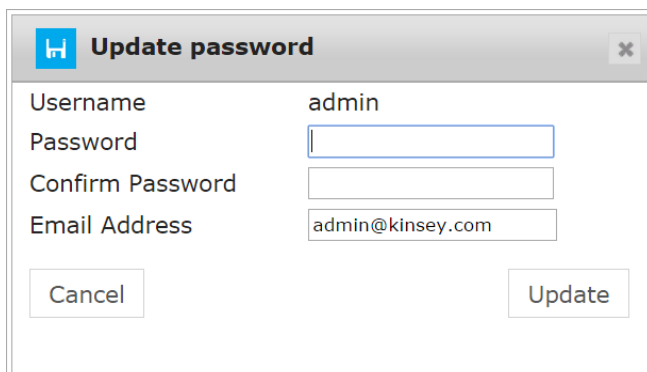 Update password
Username admin
Password
Confirm Password
Email Address admin@kinsey.com
Cancel Update